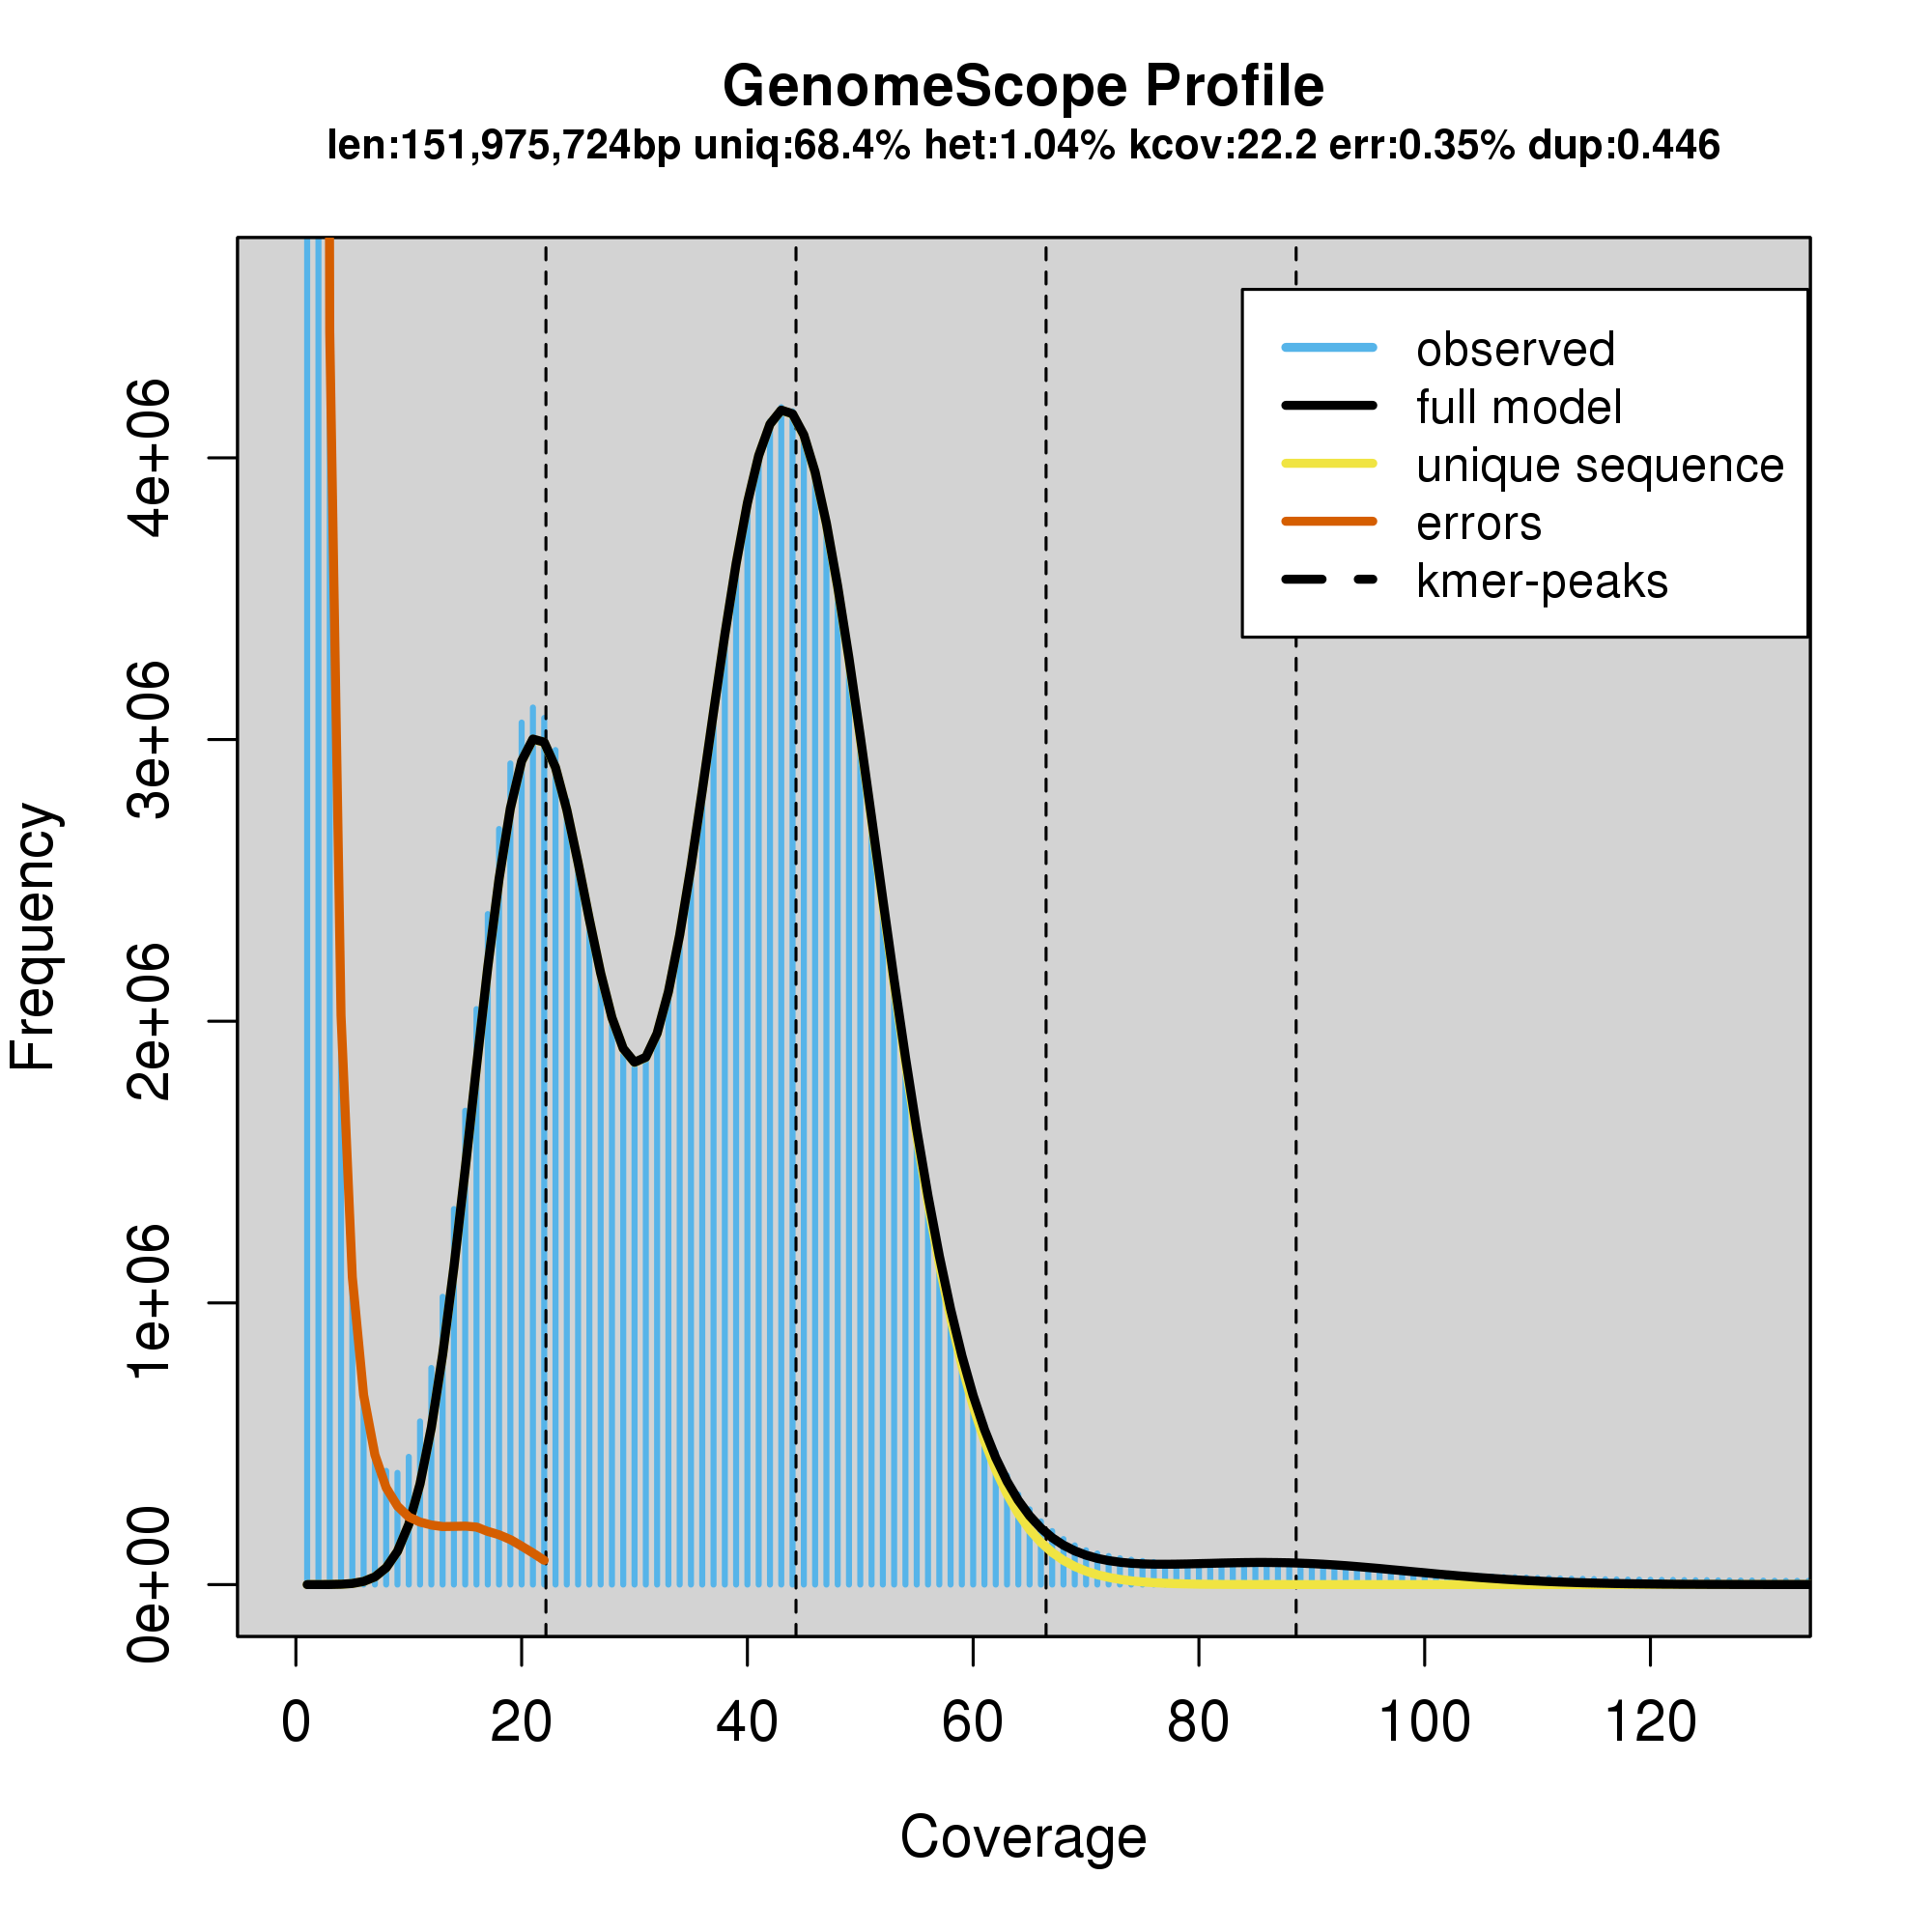 GenomeScope Profile
len:151,975,724bp uniq:68.4% het:1.04% kcov:22.2 err:0.35% dup:0.446
observed
full model
unique sequence
errors
kmer-peaks
Frequency
4e+06
3e+06
2e+06
1e+06
0e+00
0 20 40 60 80 100 120
Coverage